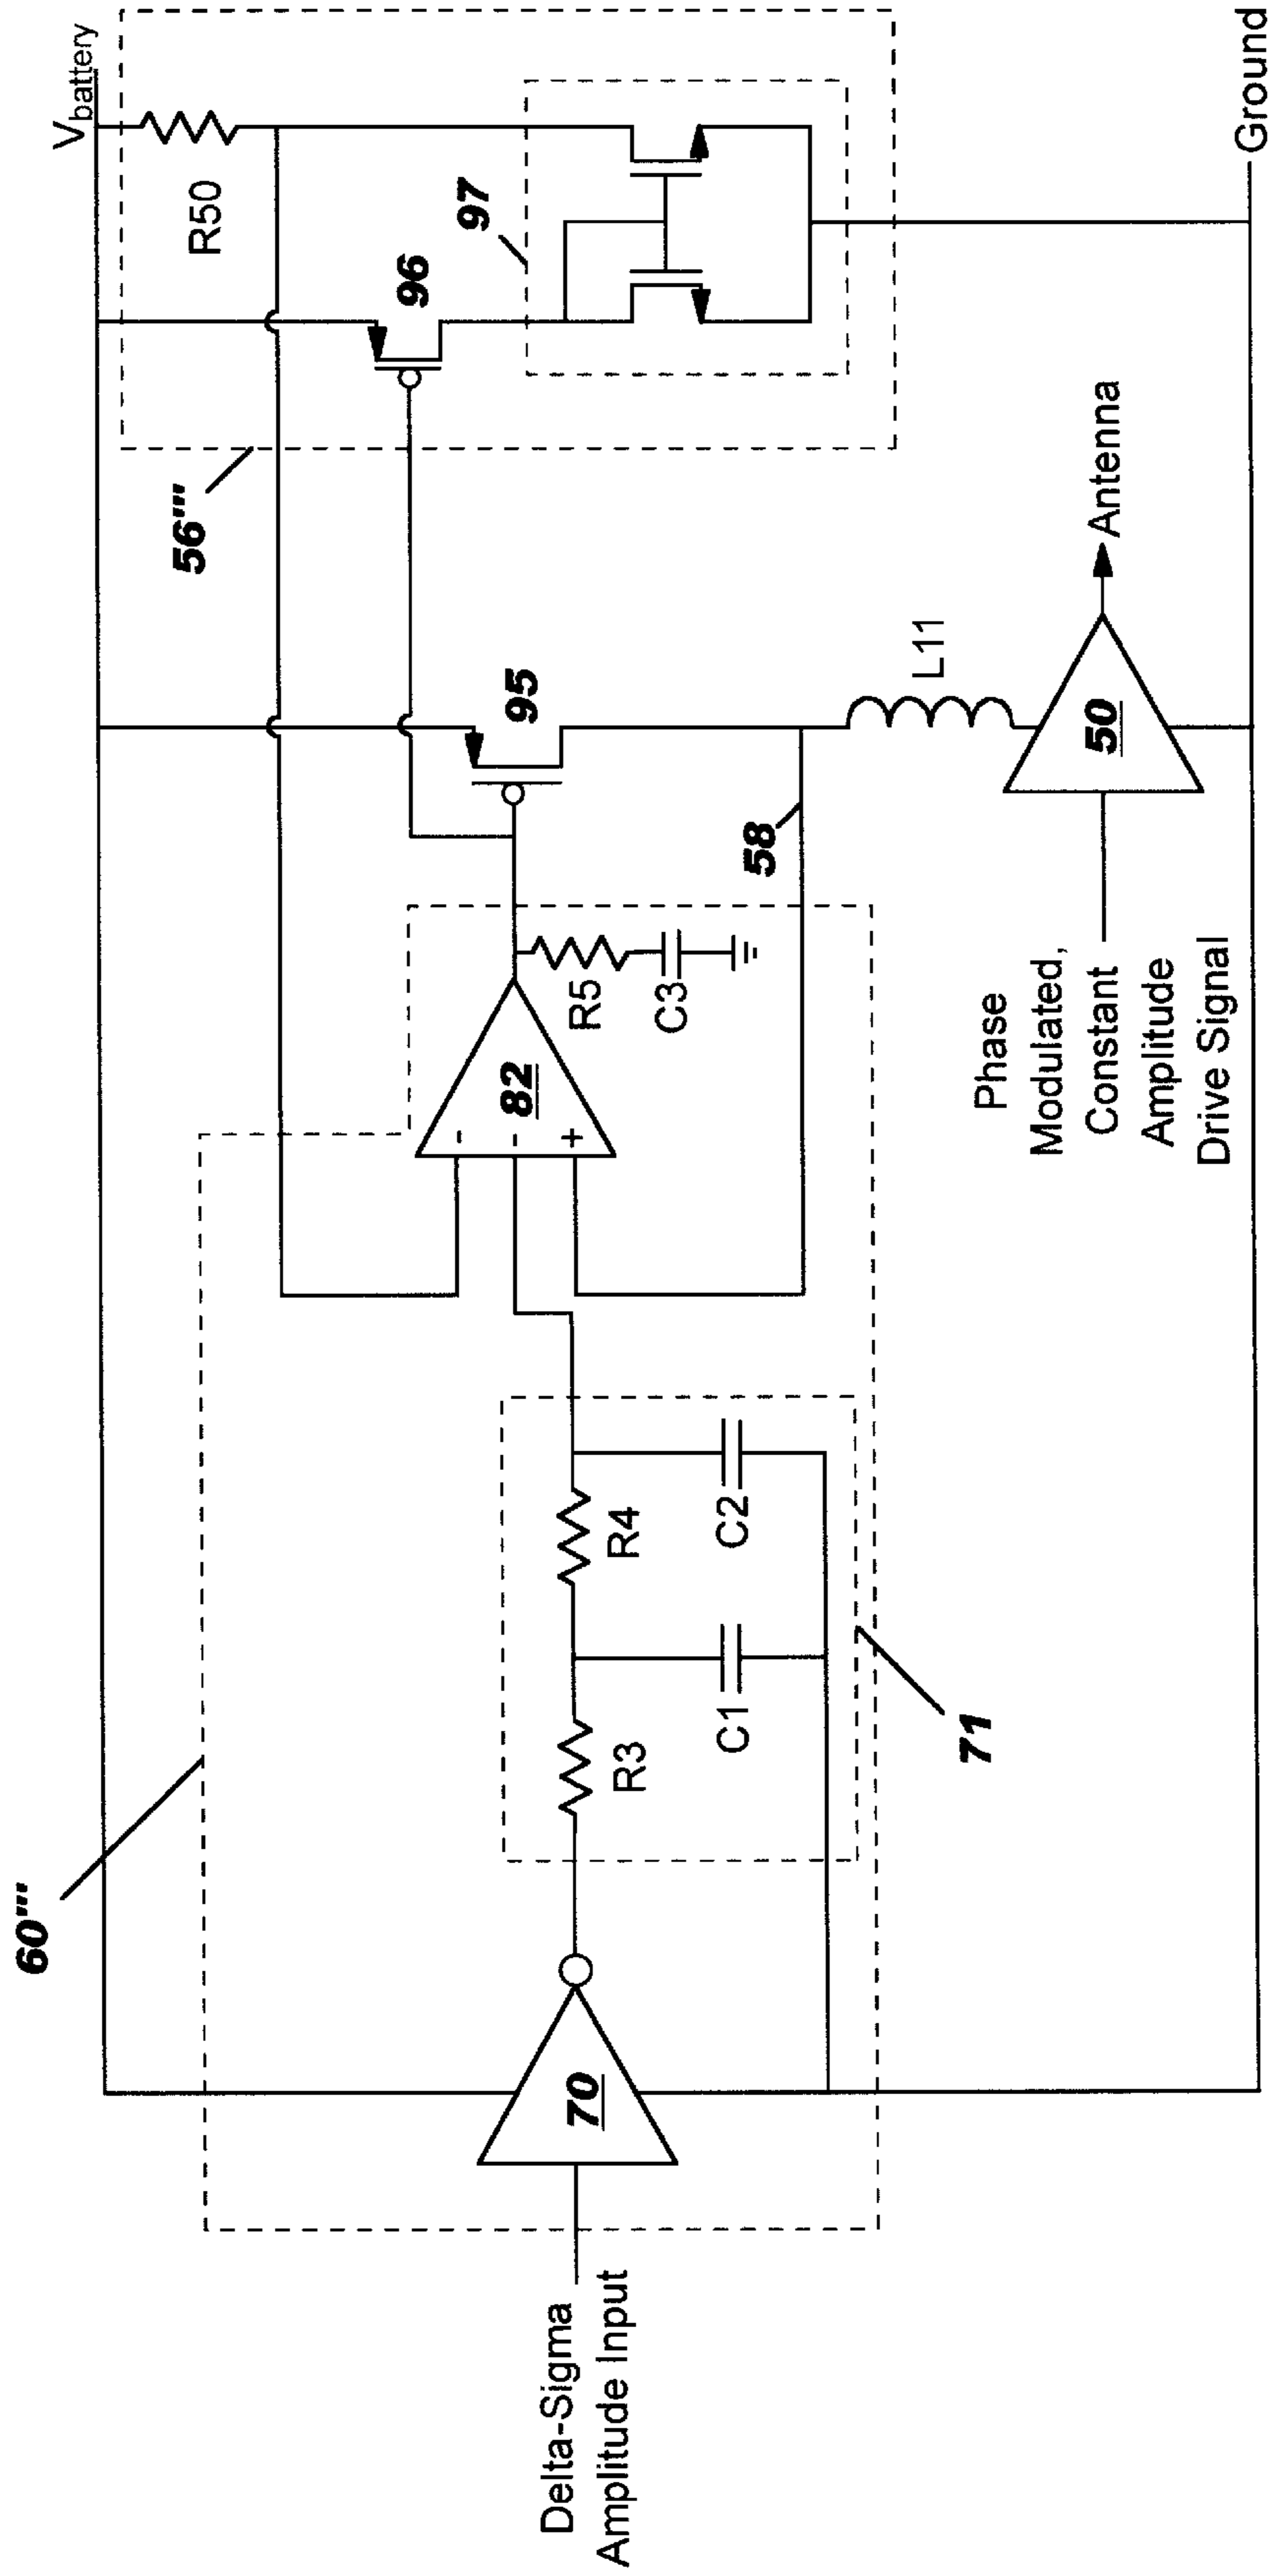 60'''
Delta-Sigma
Amplitude Input
70
R3
R4
C1
C2
71
-
-
+
82
R5
C3
58
95
Phase
Modulated,
Constant
Amplitude
Drive Signal
50
L11
Antenna
56'''
96
97
R50
Vbattery
Ground